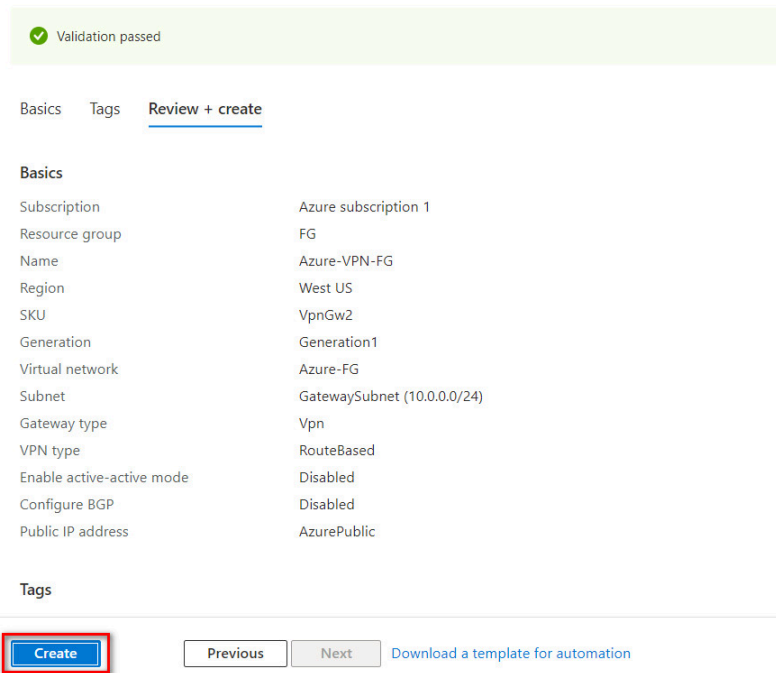 Validation passed
Basics Tags Review + create
Basics
Subscription Azure subscription 1
Resource group FG
Name Azure-VPN-FG
Region West US
SKU VpnGw2
Generation Generation1
Virtual network Azure-FG
Subnet GatewaySubnet (10.0.0.0/24)
Gateway type Vpn
VPN type RouteBased
Enable active-active mode Disabled
Configure BGP Disabled
Public IP address AzurePublic
Tags
Create Previous Next Download a template for automation